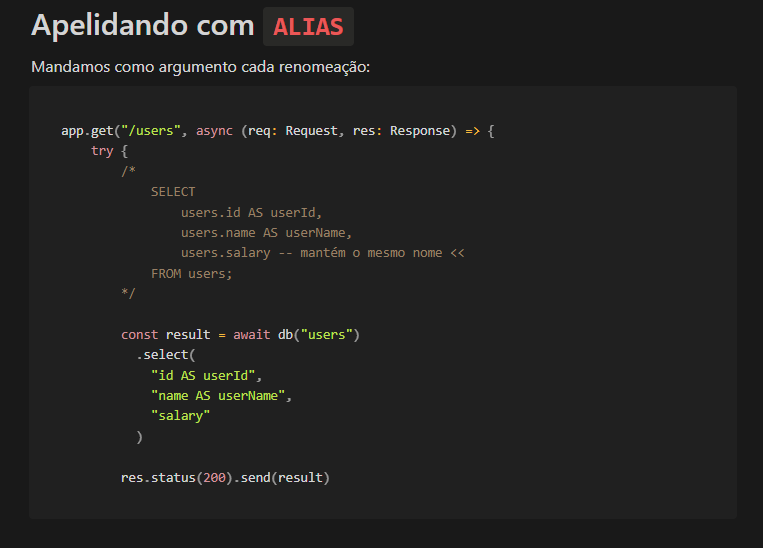 Apelidando com ALIAS
Mandamos como argumento cada renomeação:
app.get("/users", async (req: Request, res: Response) => {
    try {
        /*
            SELECT
                users.id AS userId,
                users.name AS userName,
                users.salary -- mantém o mesmo nome <<
            FROM users;
        */
        const result = await db("users")
          .select(
            "id AS userId",
            "name AS userName",
            "salary"
          )
        res.status(200).send(result)